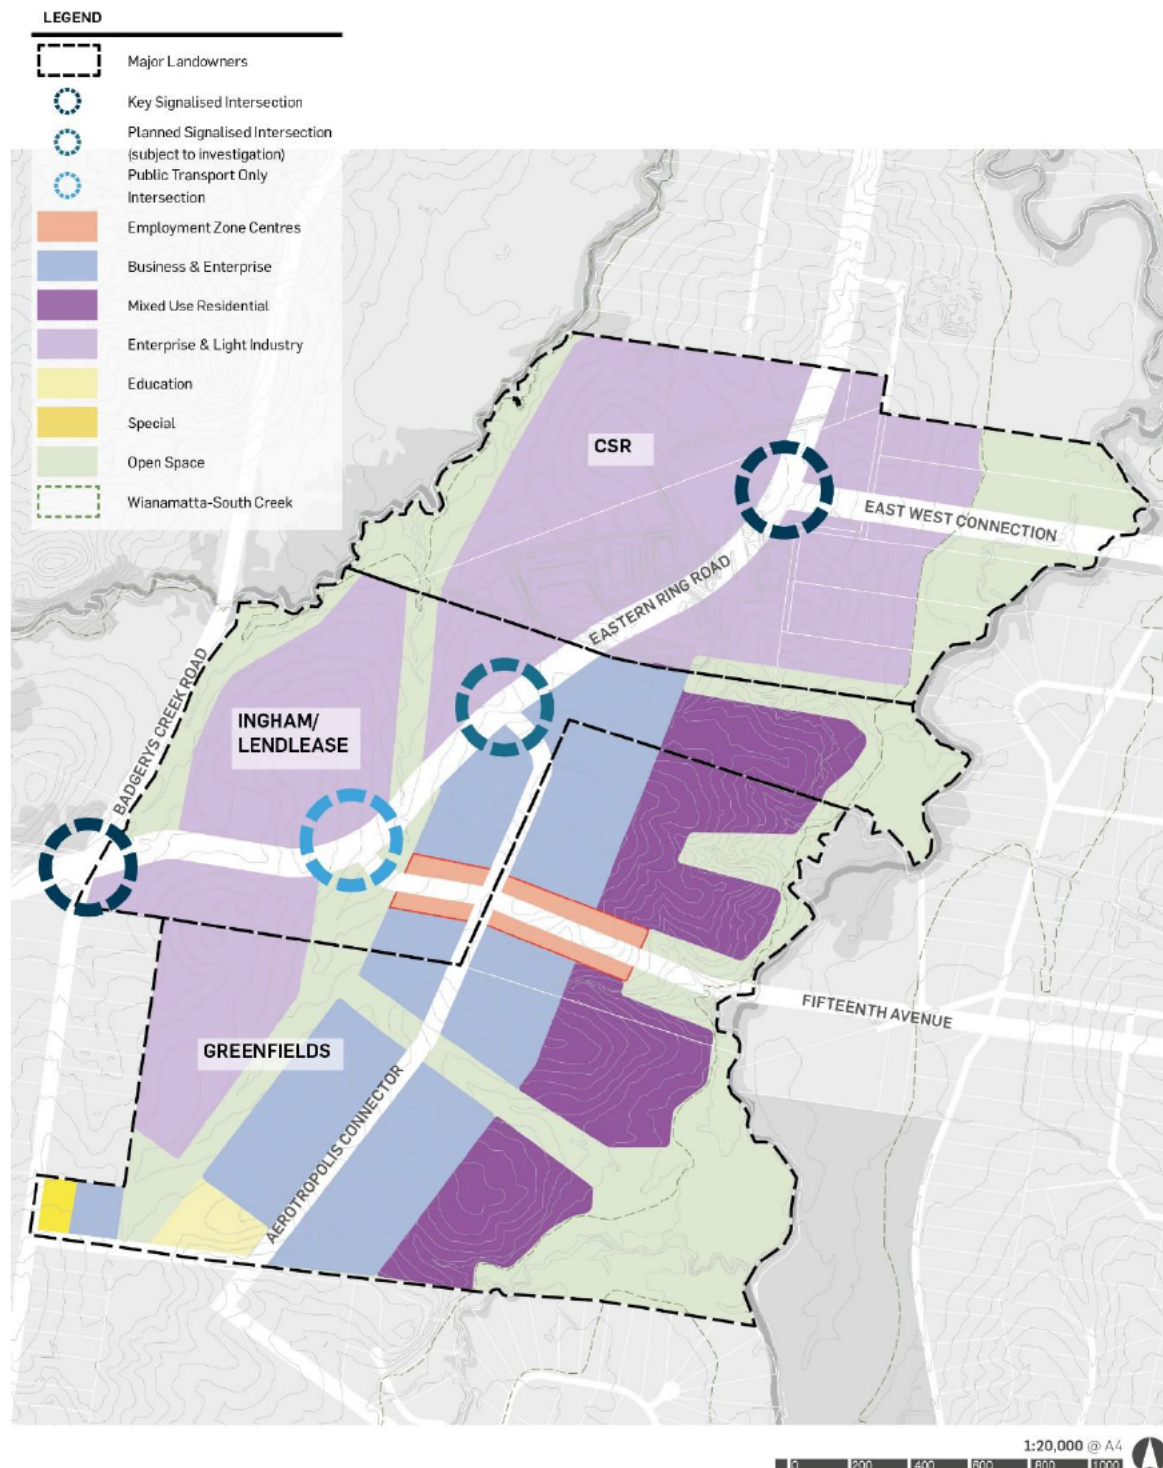 LEGEND
Major Landowners
Key Signalised Intersection
Planned Signalised Intersection
(subject to investigation)
Public Transport Only
Intersection
Employment Zone Centres
Business & Enterprise
Mixed Use Residential
Enterprise & Light Industry
Education
Special
Open Space
Wianamatta-South Creek
CSR
EAST WEST CONNECTION
EASTERN RING ROAD
BADGERYS CREEK ROAD
INGHAM/
LENDLEASE
FIFTEENTH AVENUE
GREENFIELDS
AEROTROPOLIS CONNECTOR
1:20,000 @ A4
0 200 400 600 800 1000